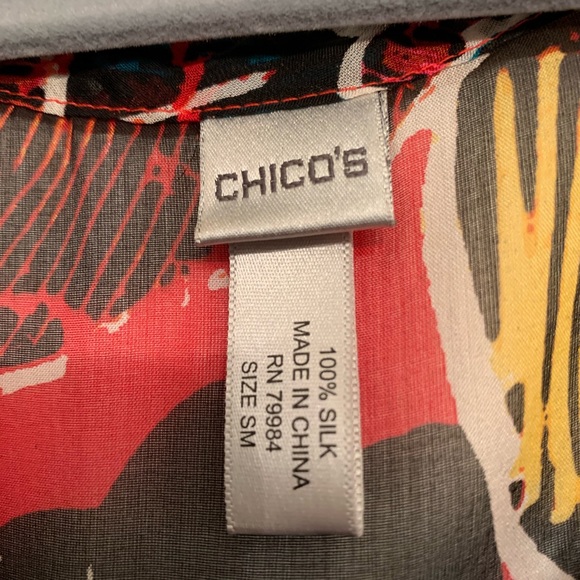 CHICO'S
100% SILK
MADE IN CHINA
RN 79984
SIZE SM